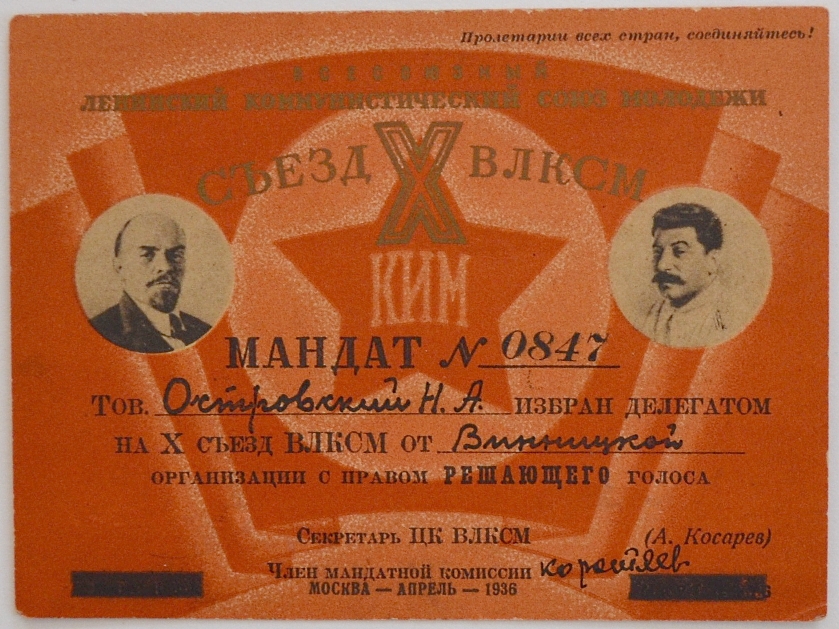 Пролетарии всех стран, соединяйтесь!
ВСЕСОЮЗНЫЙ
ЛЕНИНСКИЙ КОММУНИСТИЧЕСКИЙ СОЮЗ МОЛОДЕЖИ
СЪЕЗД X ВЛКСМ
КИМ
МАНДАТ № 0847
ТОВ. Островский Н. А. ИЗБРАН ДЕЛЕГАТОМ
НА X СЪЕЗД ВЛКСМ ОТ Винницкой
ОРГАНИЗАЦИИ С ПРАВОМ РЕШАЮЩЕГО ГОЛОСА
СЕКРЕТАРЬ ЦК ВЛКСМ (А. Косарев)
ЧЛЕН МАНДАТНОЙ КОМИССИИ
МОСКВА — АПРЕЛЬ — 1936